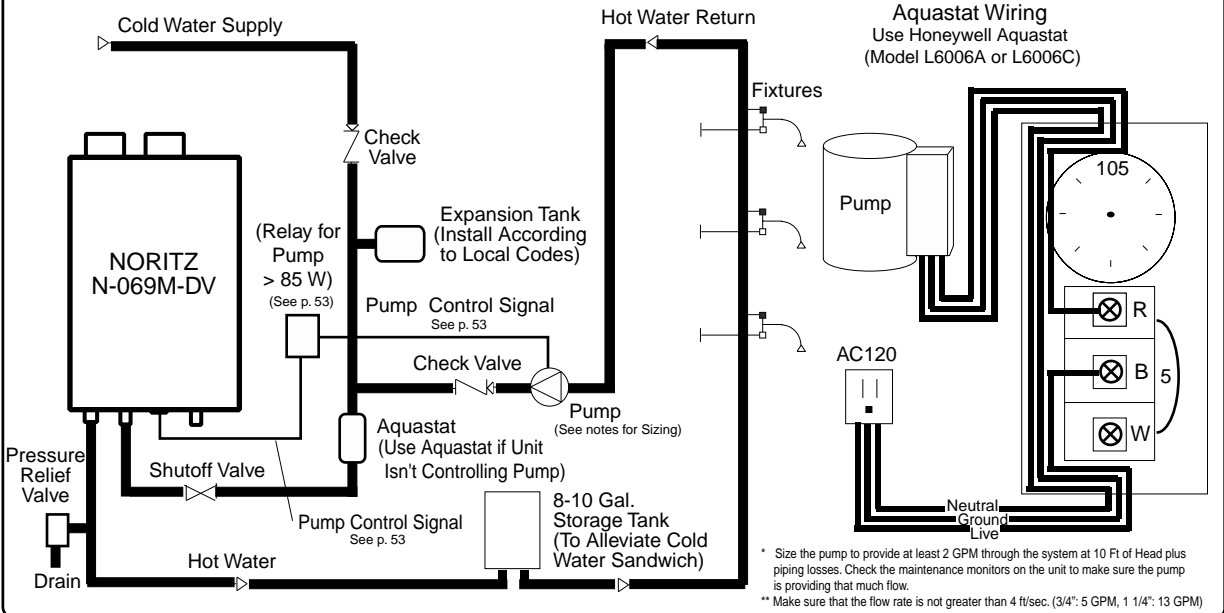 Cold Water Supply
Hot Water Return
Aquastat Wiring
Use Honeywell Aquastat
(Model L6006A or L6006C)
Fixtures
Check
Valve
105
Pump
NORITZ
N-069M-DV
(Relay for
Pump
> 85 W)
(See p. 53)
Expansion Tank
(Install According
to Local Codes)
Pump Control Signal
See p. 53
R
B
5
W
AC120
Check Valve
Pump
(See notes for Sizing)
Aquastat
(Use Aquastat if Unit
Isn't Controlling Pump)
Pressure
Relief
Valve
Shutoff Valve
8-10 Gal.
Storage Tank
(To Alleviate Cold
Water Sandwich)
Pump Control Signal
See p. 53
Neutral
Ground
Live
Hot Water
Drain
* Size the pump to provide at least 2 GPM through the system at 10 Ft of Head plus
piping losses. Check the maintenance monitors on the unit to make sure the pump
is providing that much flow.
** Make sure that the flow rate is not greater than 4 ft/sec. (3/4": 5 GPM, 1 1/4": 13 GPM)